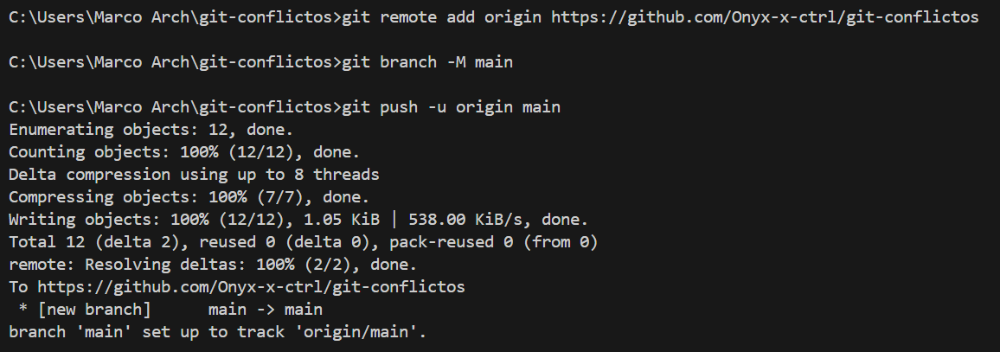 C:\Users\Marco Arch\git-conflictos>git remote add origin https://github.com/Onyx-x-ctrl/git-conflictos
C:\Users\Marco Arch\git-conflictos>git branch -M main
C:\Users\Marco Arch\git-conflictos>git push -u origin main
Enumerating objects: 12, done.
Counting objects: 100% (12/12), done.
Delta compression using up to 8 threads
Compressing objects: 100% (7/7), done.
Writing objects: 100% (12/12), 1.05 KiB | 538.00 KiB/s, done.
Total 12 (delta 2), reused 0 (delta 0), pack-reused 0 (from 0)
remote: Resolving deltas: 100% (2/2), done.
To https://github.com/Onyx-x-ctrl/git-conflictos
 * [new branch]      main -> main
branch 'main' set up to track 'origin/main'.